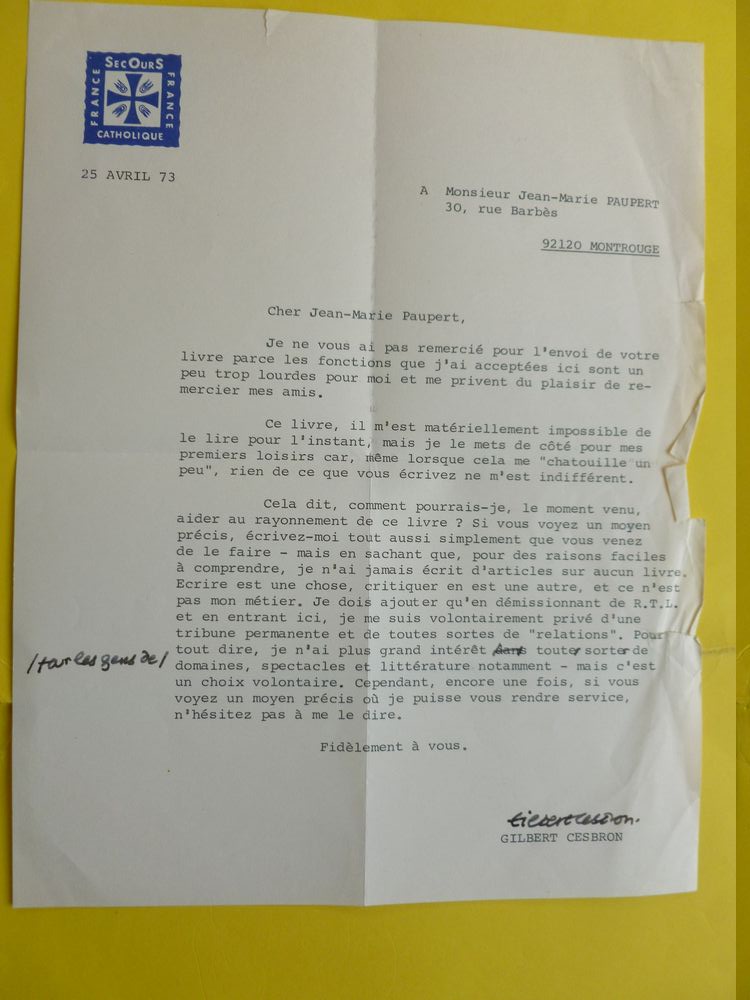 SECOURS
FRANCE
FRANCE
CATHOLIQUE
25 AVRIL 73
A Monsieur Jean-Marie PAUPERT
30, rue Barbès
92120 MONTROUGE
Cher Jean-Marie Paupert,
Je ne vous ai pas remercié pour l'envoi de votre
livre parce les fonctions que j'ai acceptées ici sont un
peu trop lourdes pour moi et me privent du plaisir de re-
mercier mes amis.
Ce livre, il m'est matériellement impossible de
le lire pour l'instant, mais je le mets de côté pour mes
premiers loisirs car, même lorsque cela me "chatouille un
peu", rien de ce que vous écrivez ne m'est indifférent.
Cela dit, comment pourrais-je, le moment venu,
aider au rayonnement de ce livre ? Si vous voyez un moyen
précis, écrivez-moi tout aussi simplement que vous venez
de le faire - mais en sachant que, pour des raisons faciles
à comprendre, je n'ai jamais écrit d'articles sur aucun livre.
Ecrire est une chose, critiquer en est une autre, et ce n'est
pas mon métier. Je dois ajouter qu'en démissionnant de R.T.L.
et en entrant ici, je me suis volontairement privé d'une
tribune permanente et de toutes sortes de "relations". Pour
tout dire, je n'ai plus grand intérêt dans toutes sortes de
/ les gens de/
domaines, spectacles et littérature notamment - mais c'est
un choix volontaire. Cependant, encore une fois, si vous
voyez un moyen précis où je puisse vous rendre service,
n'hésitez pas à me le dire.
Fidèlement à vous.
Gilbert Cesbron.
GILBERT CESBRON